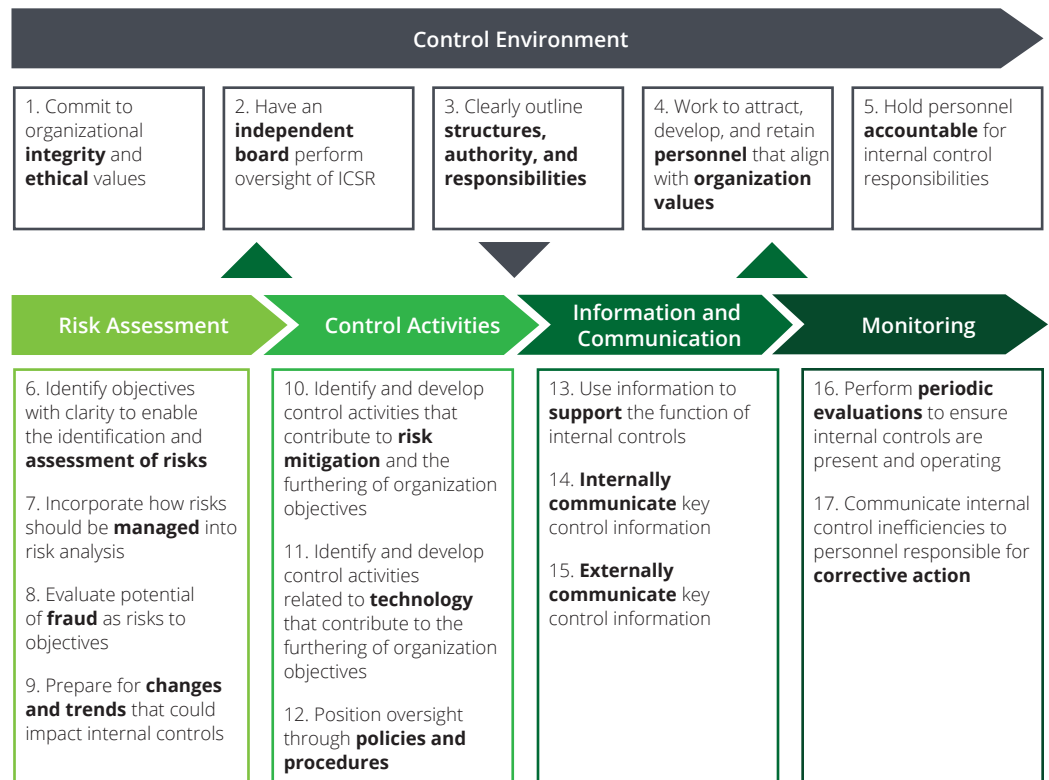 Control Environment
1. Commit to
organizational
integrity and
ethical values
2. Have an
independent
board perform
oversight of ICSR
3. Clearly outline
structures,
authority, and
responsibilities
4. Work to attract,
develop, and retain
personnel that align
with organization
values
5. Hold personnel
accountable for
internal control
responsibilities
Risk Assessment
Control Activities
Information and
Communication
Monitoring
6. Identify objectives
with clarity to enable
the identification and
assessment of risks
7. Incorporate how risks
should be managed into
risk analysis
8. Evaluate potential
of fraud as risks to
objectives
9. Prepare for changes
and trends that could
impact internal controls
10. Identify and develop
control activities that
contribute to risk
mitigation and the
furthering of organization
objectives
11. Identify and develop
control activities
related to technology
that contribute to the
furthering of organization
objectives
12. Position oversight
through policies and
procedures
13. Use information to
support the function of
internal controls
14. Internally
communicate key
control information
15. Externally
communicate key
control information
16. Perform periodic
evaluations to ensure
internal controls are
present and operating
17. Communicate internal
control inefficiencies to
personnel responsible for
corrective action